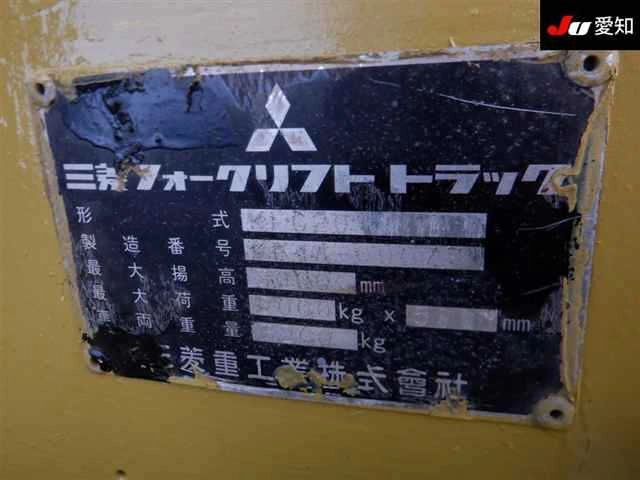 JU 愛知
三菱フォークリフトトラック
形式
製造番号
最大揚高 mm
最大荷重 kg x mm
車両重量 kg
三菱重工業株式會社